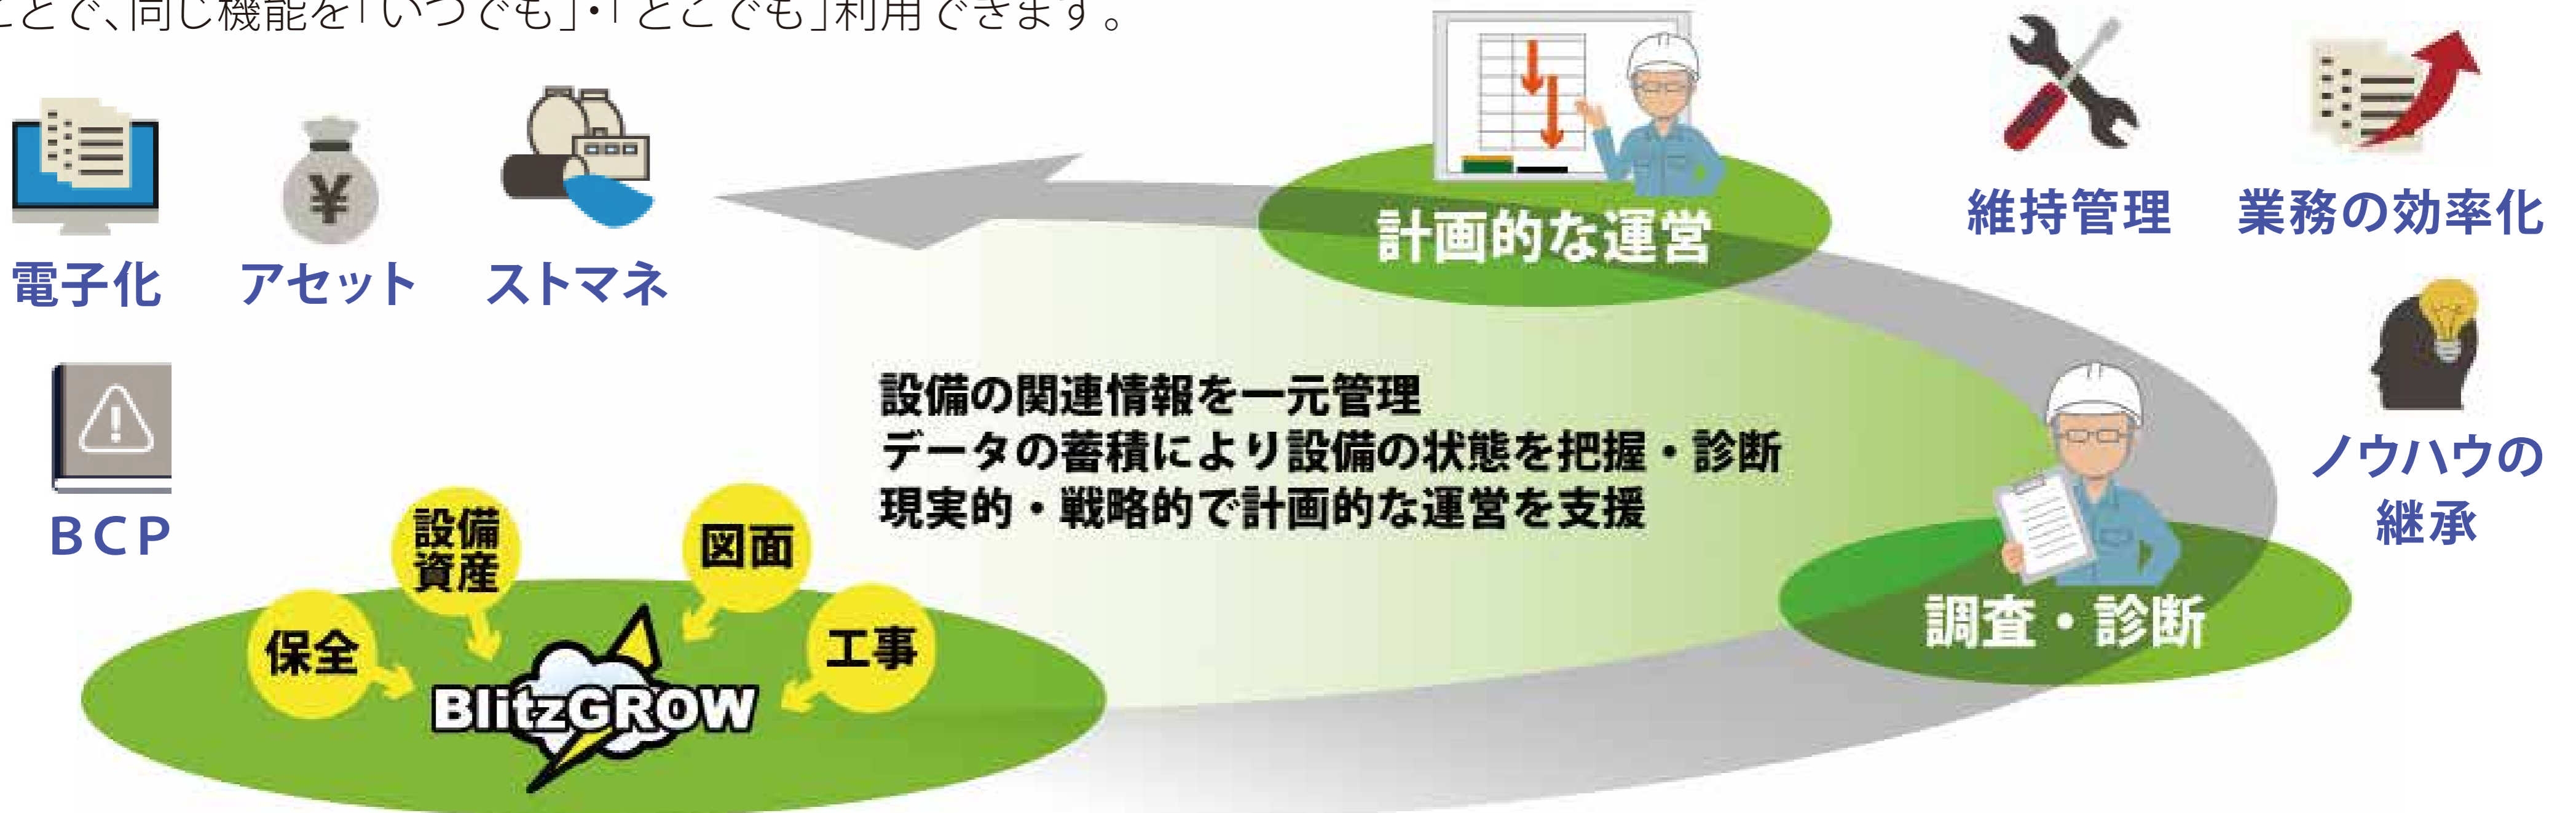 ことで、同じ機能を「いつでも」・「どこでも」利用できます。
電子化
アセット
ストマネ
BCP
計画的な運営
維持管理
業務の効率化
ノウハウの
継承
設備の関連情報を一元管理
データの蓄積により設備の状態を把握・診断
現実的・戦略的で計画的な運営を支援
調査・診断
保全
設備
資産
図面
工事
BlitzGROW
¥